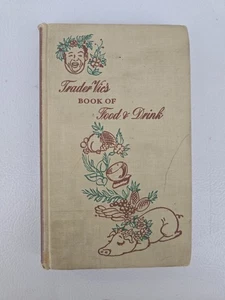 Trader Vic's
BOOK OF
Food & Drink